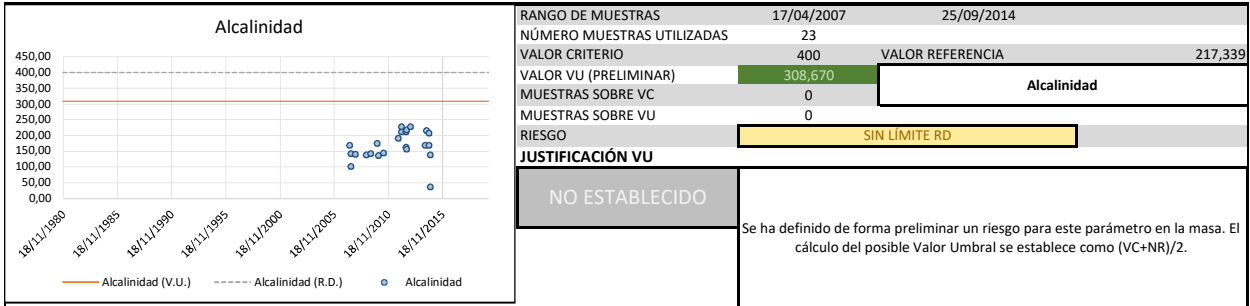 Alcalinidad
450,00
400,00
350,00
300,00
250,00
200,00
150,00
100,00
50,00
0,00
18/11/1980
18/11/1985
18/11/1990
18/11/1995
18/11/2000
18/11/2005
18/11/2010
18/11/2015
Alcalinidad (V.U.) Alcalinidad (R.D.) Alcalinidad
RANGO DE MUESTRAS 17/04/2007 25/09/2014
NÚMERO MUESTRAS UTILIZADAS 23
VALOR CRITERIO 400 VALOR REFERENCIA 217,339
VALOR VU (PRELIMINAR) 308,670
Alcalinidad
MUESTRAS SOBRE VC 0
MUESTRAS SOBRE VU 0
RIESGO SIN LÍMITE RD
JUSTIFICACIÓN VU
NO ESTABLECIDO
Se ha definido de forma preliminar un riesgo para este parámetro en la masa. El
cálculo del posible Valor Umbral se establece como (VC+NR)/2.